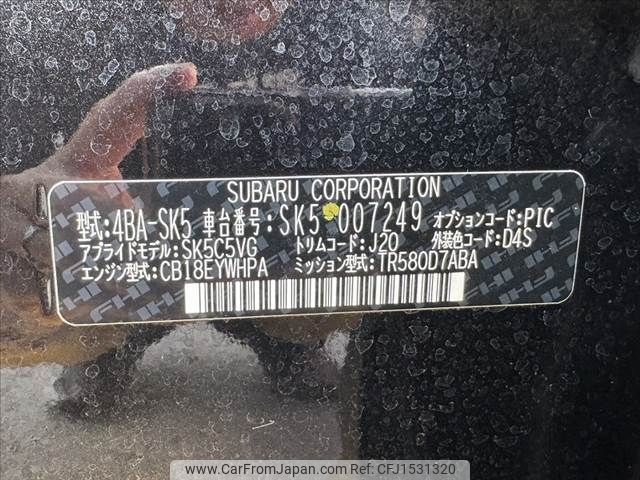 SUBARU CORPORATION
型式:4BA-SK5 車台番号:SK5 007249 オプションコード:PIC
アプライドモデル:SK5C5VG トリムコード:J20 外装色コード:D4S
エンジン型式:CB18EYWHPA ミッション型式:TR580D7ABA
www.CarFromJapan.com Ref No. CFJ1531320